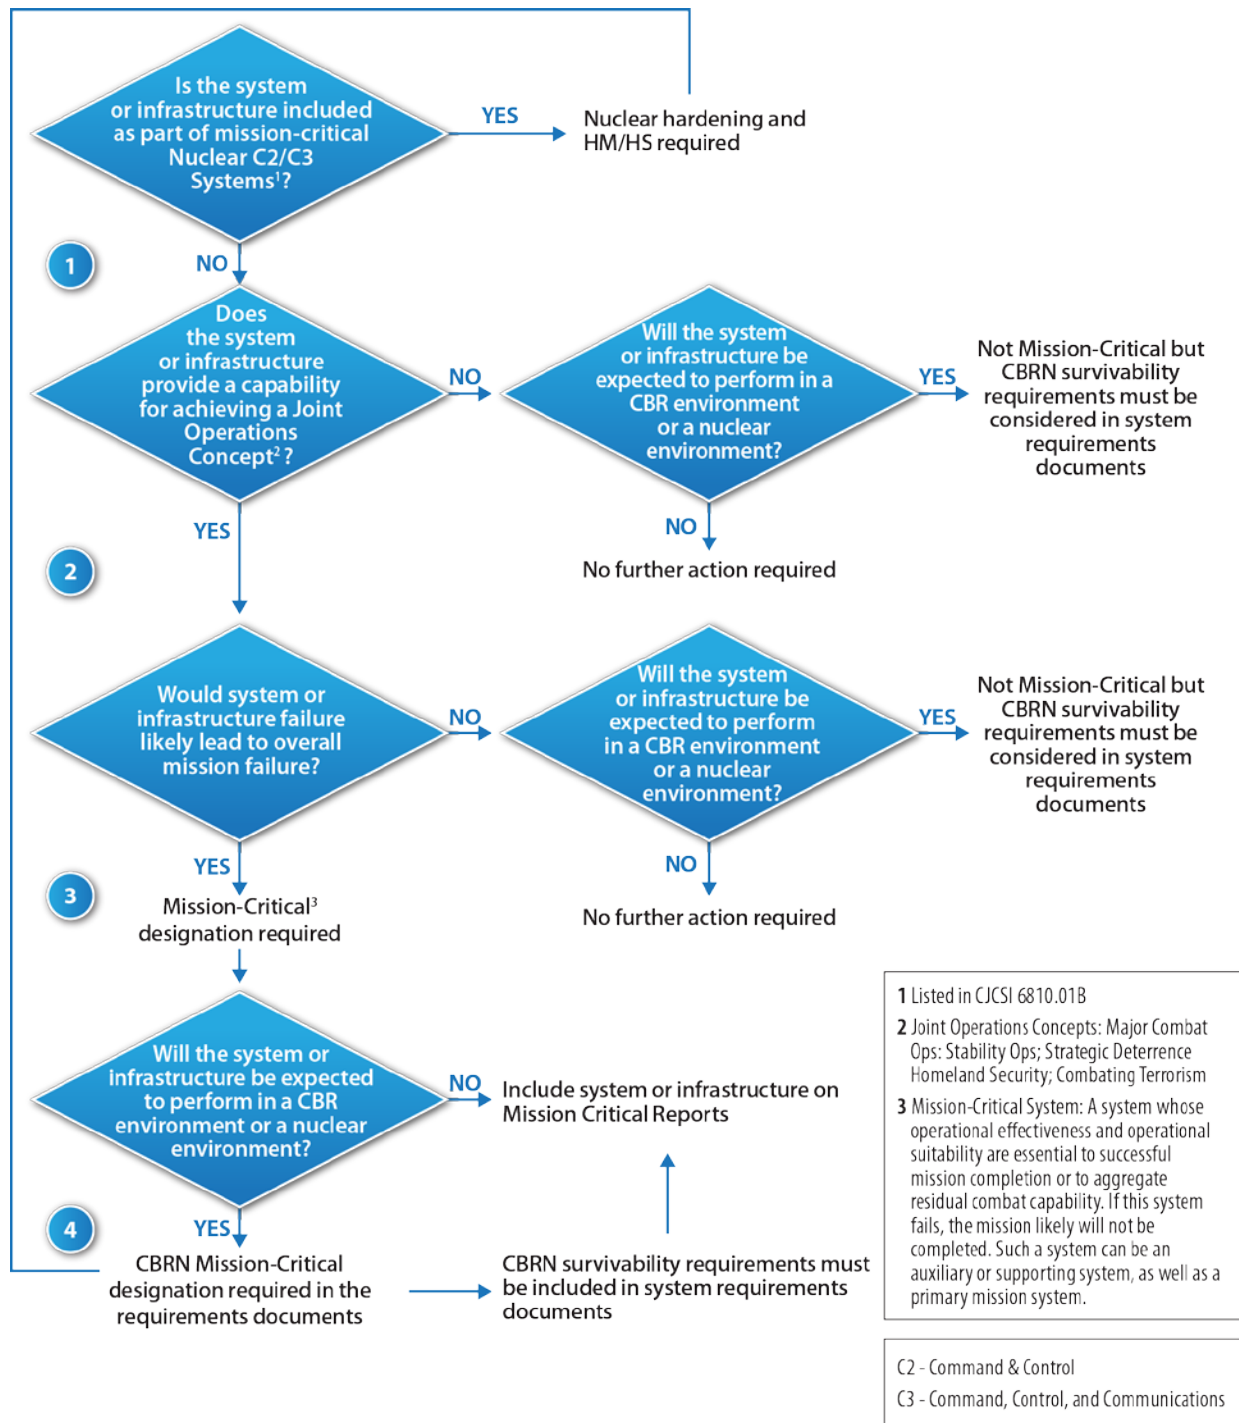 Is the system
or infrastructure included
as part of mission-critical
Nuclear C2/C3
Systems¹?
YES
Nuclear hardening and
HM/HS required
1
NO
Does
the system
or infrastructure
provide a capability
for achieving a Joint
Operations
Concept² ?
NO
Will the system
or infrastructure be
expected to perform in a
CBR environment
or a nuclear
environment?
YES
Not Mission-Critical but
CBRN survivability
requirements must be
considered in system
requirements
documents
YES
NO
No further action required
2
Would system or
infrastructure failure
likely lead to overall
mission failure?
NO
Will the system
or infrastructure be
expected to perform
in a CBR environment
or a nuclear
environment?
YES
Not Mission-Critical but
CBRN survivability
requirements must be
considered in system
requirements
documents
YES
NO
No further action required
3
Mission-Critical³
designation required
Will the system or
infrastructure be expected
to perform in a CBR
environment or a nuclear
environment?
NO
Include system or infrastructure on
Mission Critical Reports
4
YES
CBRN Mission-Critical
designation required in the
requirements documents
CBRN survivability requirements must
be included in system requirements
documents
1 Listed in CJCSI 6810.01B
2 Joint Operations Concepts: Major Combat
Ops: Stability Ops; Strategic Deterrence
Homeland Security; Combating Terrorism
3 Mission-Critical System: A system whose
operational effectiveness and operational
suitability are essential to successful
mission completion or to aggregate
residual combat capability. If this system
fails, the mission likely will not be
completed. Such a system can be an
auxiliary or supporting system, as well as a
primary mission system.
C2 - Command & Control
C3 - Command, Control, and Communications